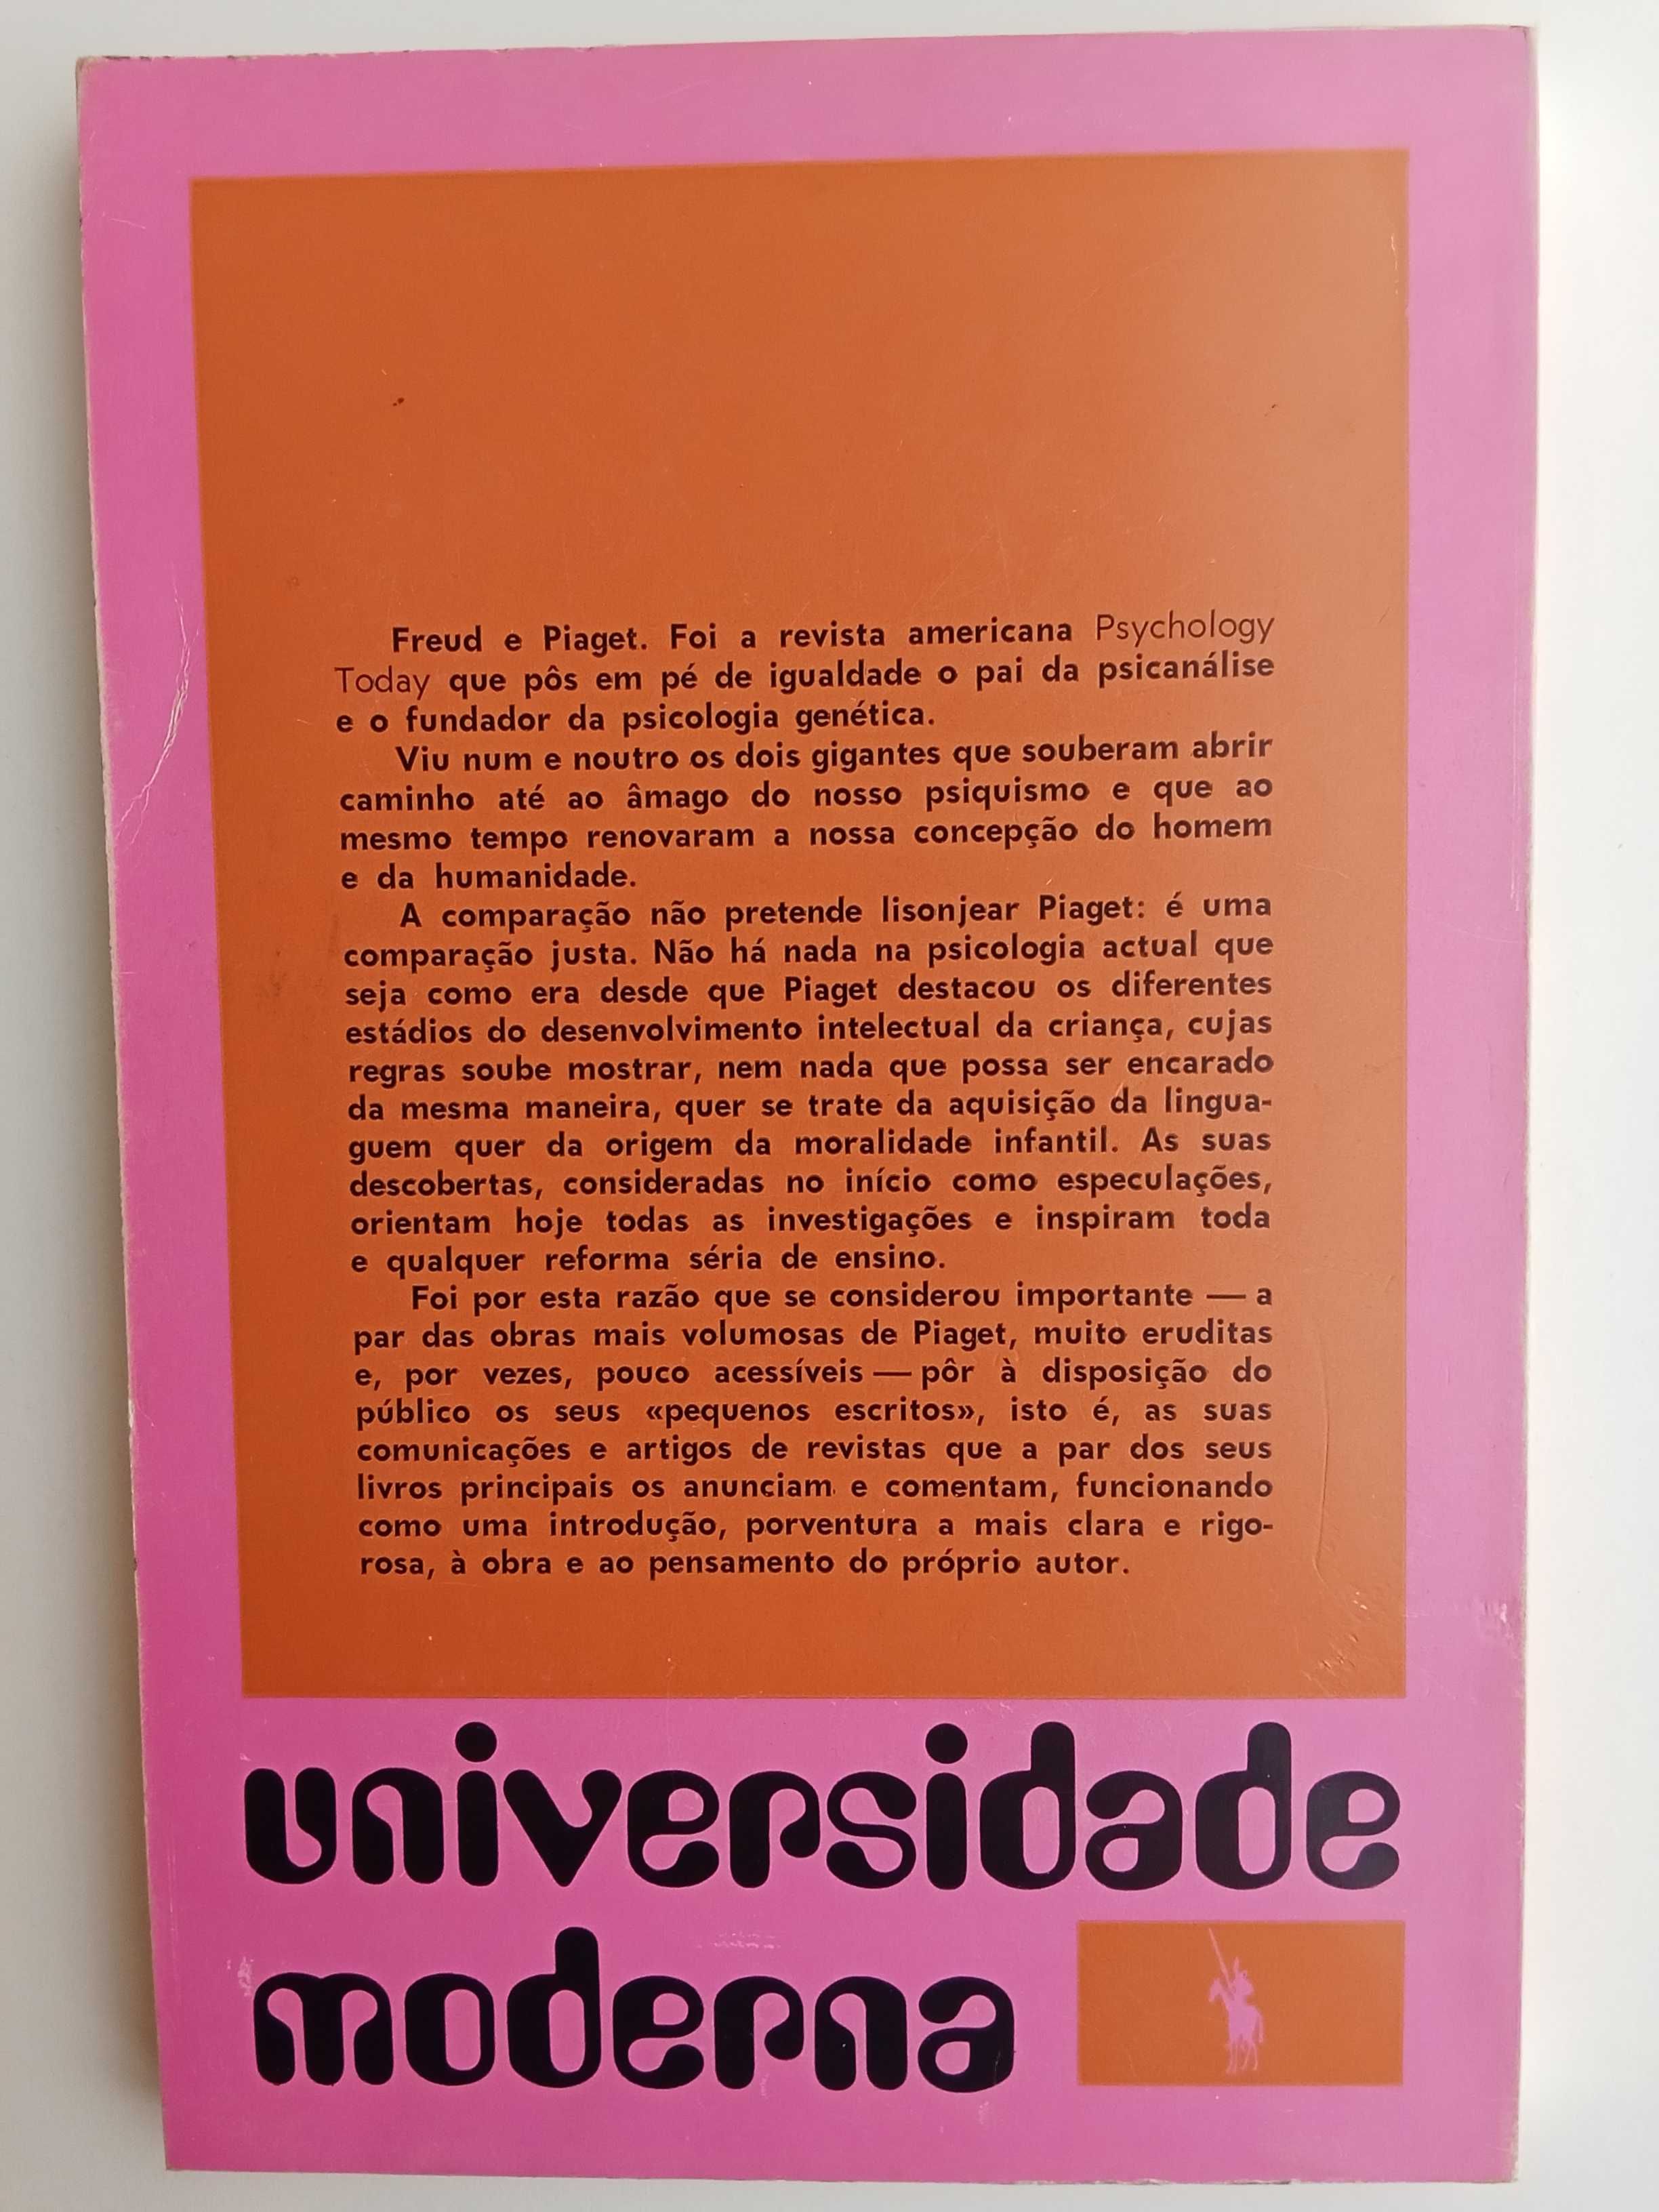 Freud e Piaget. Foi a revista americana Psychology
Today que pôs em pé de igualdade o pai da psicanálise
e o fundador da psicologia genética.
Viu num e noutro os dois gigantes que souberam abrir
caminho até ao âmago do nosso psiquismo e que ao
mesmo tempo renovaram a nossa concepção do homem
e da humanidade.
A comparação não pretende lisonjear Piaget: é uma
comparação justa. Não há nada na psicologia actual que
seja como era desde que Piaget destacou os diferentes
estádios do desenvolvimento intelectual da criança, cujas
regras soube mostrar, nem nada que possa ser encarado
da mesma maneira, quer se trate da aquisição da lingua-
guem quer da origem da moralidade infantil. As suas
descobertas, consideradas no início como especulações,
orientam hoje todas as investigações e inspiram toda
e qualquer reforma séria de ensino.
Foi por esta razão que se considerou importante — a
par das obras mais volumosas de Piaget, muito eruditas
e, por vezes, pouco acessíveis — pôr à disposição do
público os seus «pequenos escritos», isto é, as suas
comunicações e artigos de revistas que a par dos seus
livros principais os anunciam e comentam, funcionando
como uma introdução, porventura a mais clara e rigo-
rosa, à obra e ao pensamento do próprio autor.
universidade
moderna